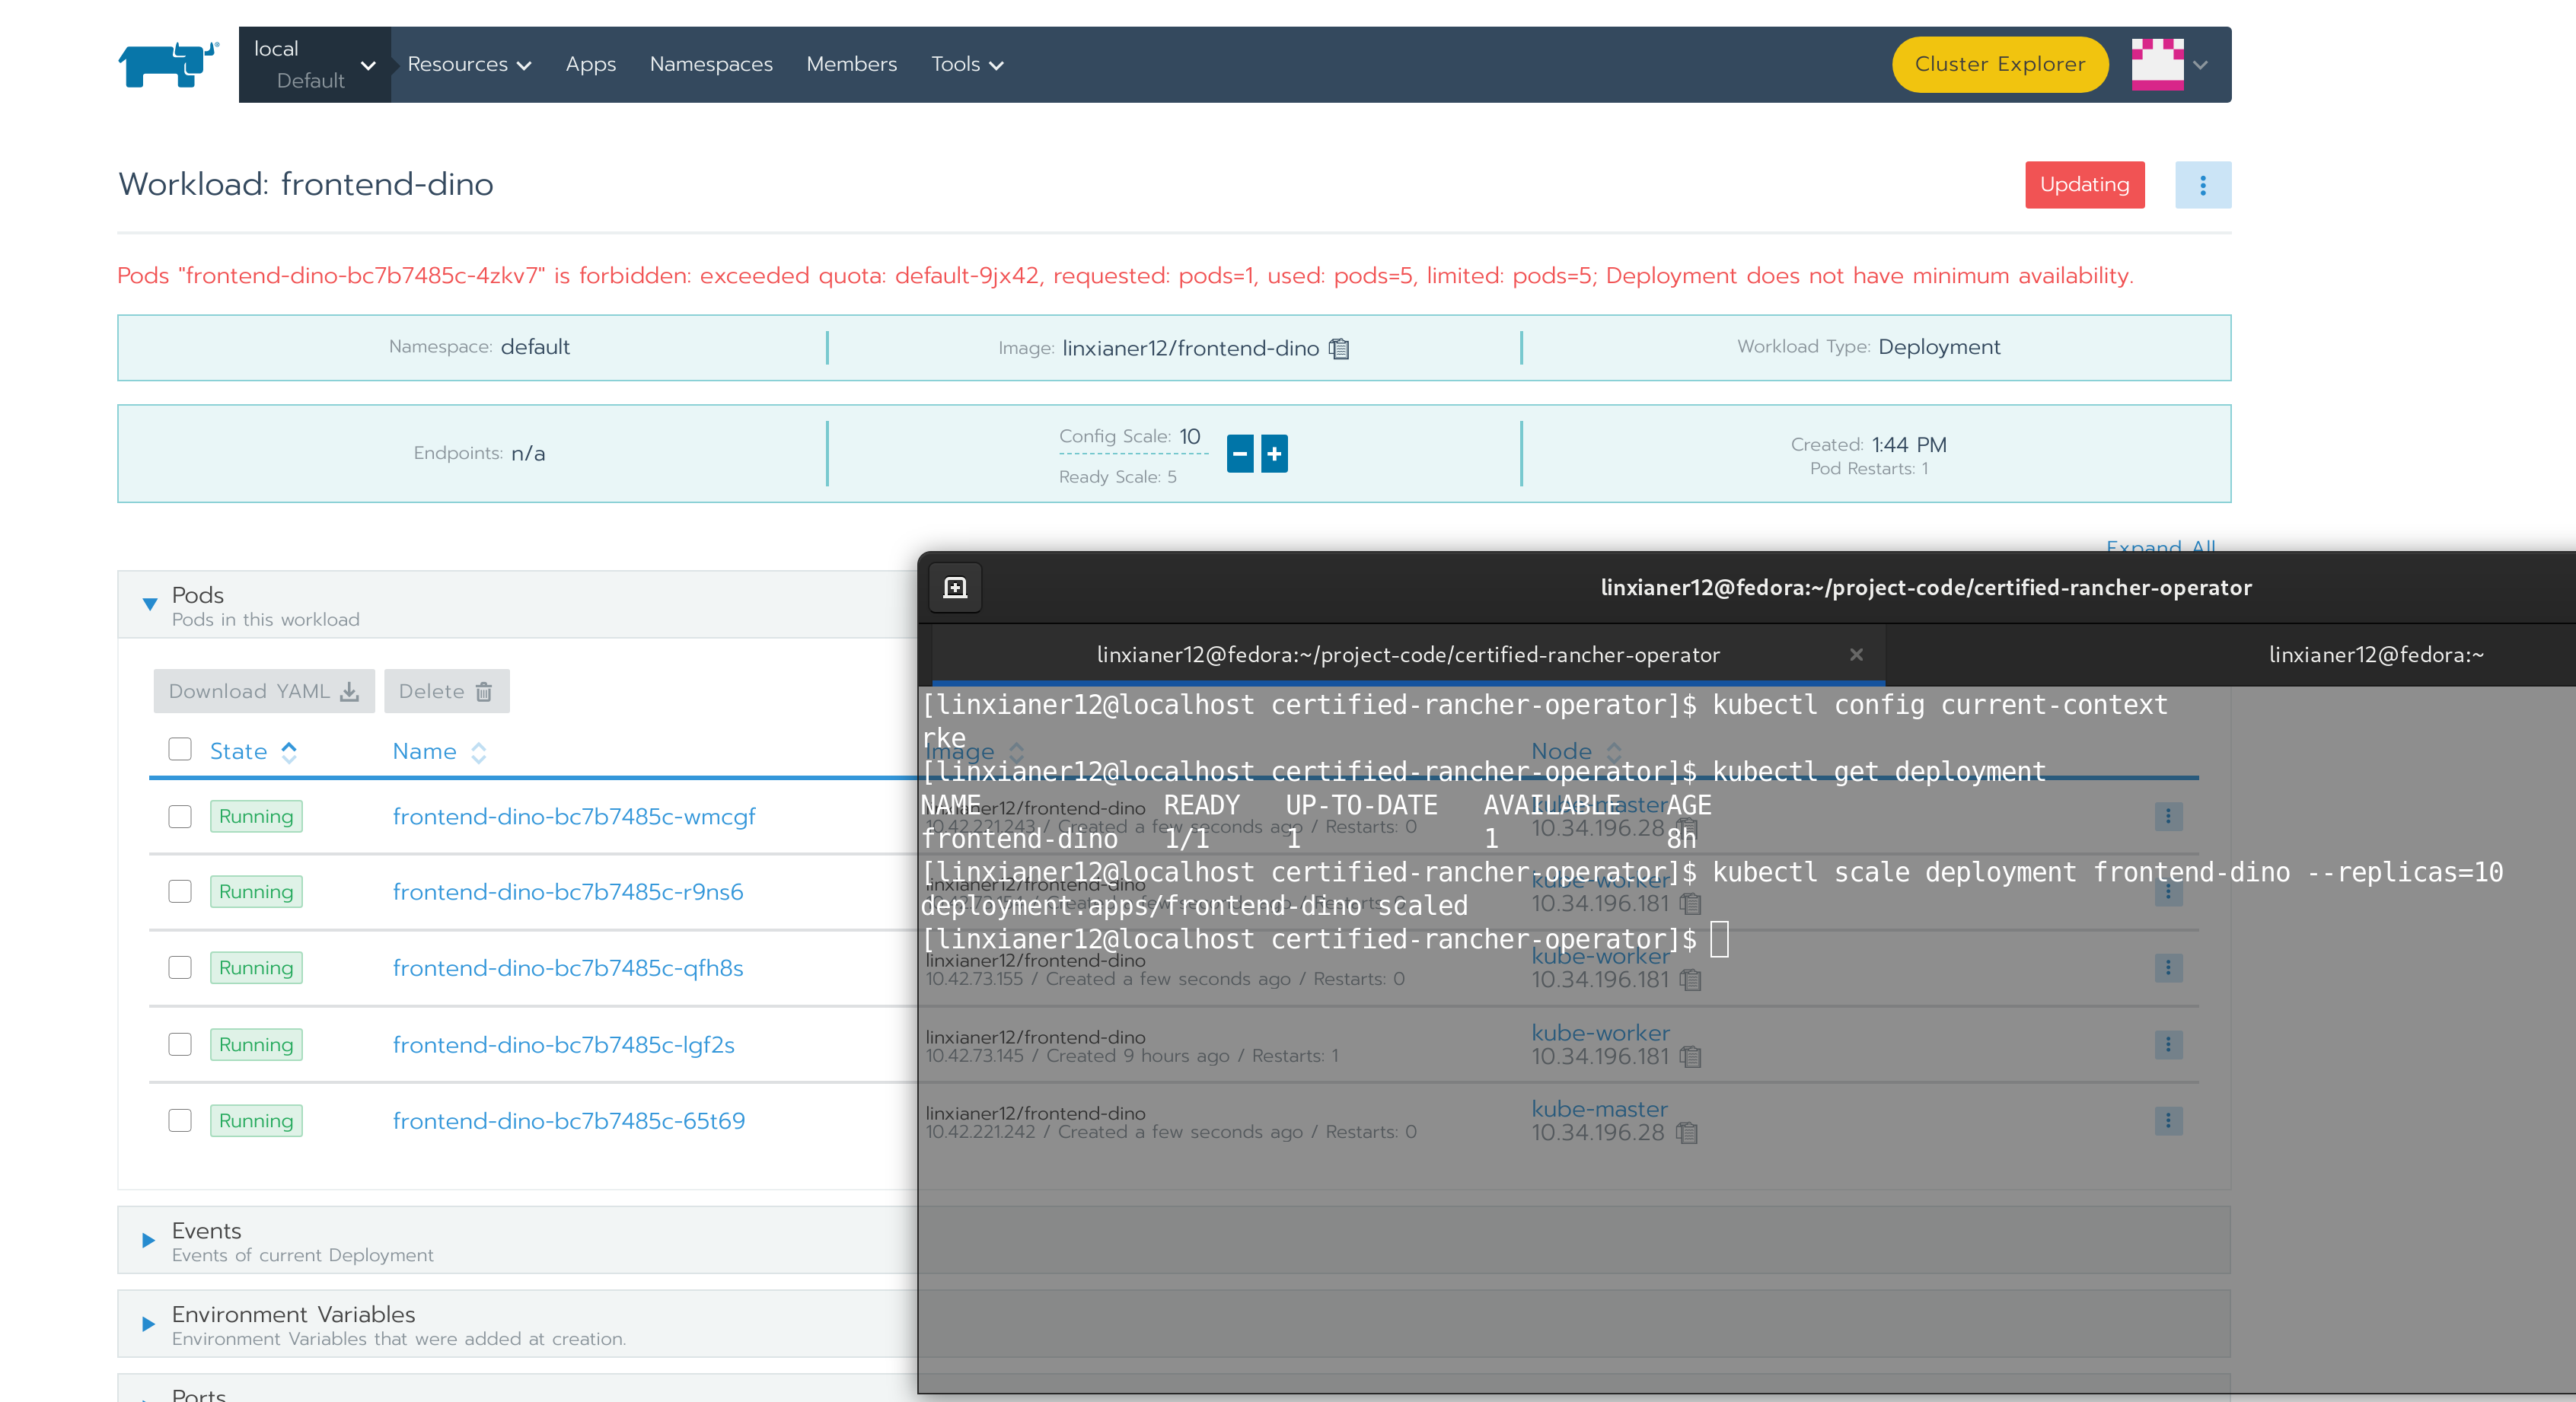 local
Default
Resources
Apps
Namespaces
Members
Tools
Cluster Explorer
Workload: frontend-dino
Updating
Pods "frontend-dino-bc7b7485c-4zkv7" is forbidden: exceeded quota: default-9jx42, requested: pods=1, used: pods=5, limited: pods=5; Deployment does not have minimum availability.
Namespace: default
Image: linxianer12/frontend-dino
Workload Type: Deployment
Endpoints: n/a
Config Scale: 10
Ready Scale: 5
Created: 1:44 PM
Pod Restarts: 1
Expand All
Pods
Pods in this workload
Download YAML
Delete
State
Name
Image
Node
Running
frontend-dino-bc7b7485c-wmcgf
linxianer12/frontend-dino
10.42.221.243 / Created a few seconds ago / Restarts: 0
kube-master
10.34.196.28
Running
frontend-dino-bc7b7485c-r9ns6
linxianer12/frontend-dino
Created a few seconds ago / Restarts: 0
kube-worker
10.34.196.181
Running
frontend-dino-bc7b7485c-qfh8s
linxianer12/frontend-dino
10.42.73.155 / Created a few seconds ago / Restarts: 0
kube-worker
10.34.196.181
Running
frontend-dino-bc7b7485c-lgf2s
linxianer12/frontend-dino
10.42.73.145 / Created 9 hours ago / Restarts: 1
kube-worker
10.34.196.181
Running
frontend-dino-bc7b7485c-65t69
linxianer12/frontend-dino
10.42.221.242 / Created a few seconds ago / Restarts: 0
kube-master
10.34.196.28
Events
Events of current Deployment
Environment Variables
Environment Variables that were added at creation.
Ports
linxianer12@fedora:~/project-code/certified-rancher-operator
linxianer12@fedora:~/project-code/certified-rancher-operator
linxianer12@fedora:~
[linxianer12@localhost certified-rancher-operator]$ kubectl config current-context
rke
[linxianer12@localhost certified-rancher-operator]$ kubectl get deployment
NAME READY UP-TO-DATE AVAILABLE AGE
frontend-dino 1/1 1 1 8h
[linxianer12@localhost certified-rancher-operator]$ kubectl scale deployment frontend-dino --replicas=10
deployment.apps/frontend-dino scaled
[linxianer12@localhost certified-rancher-operator]$